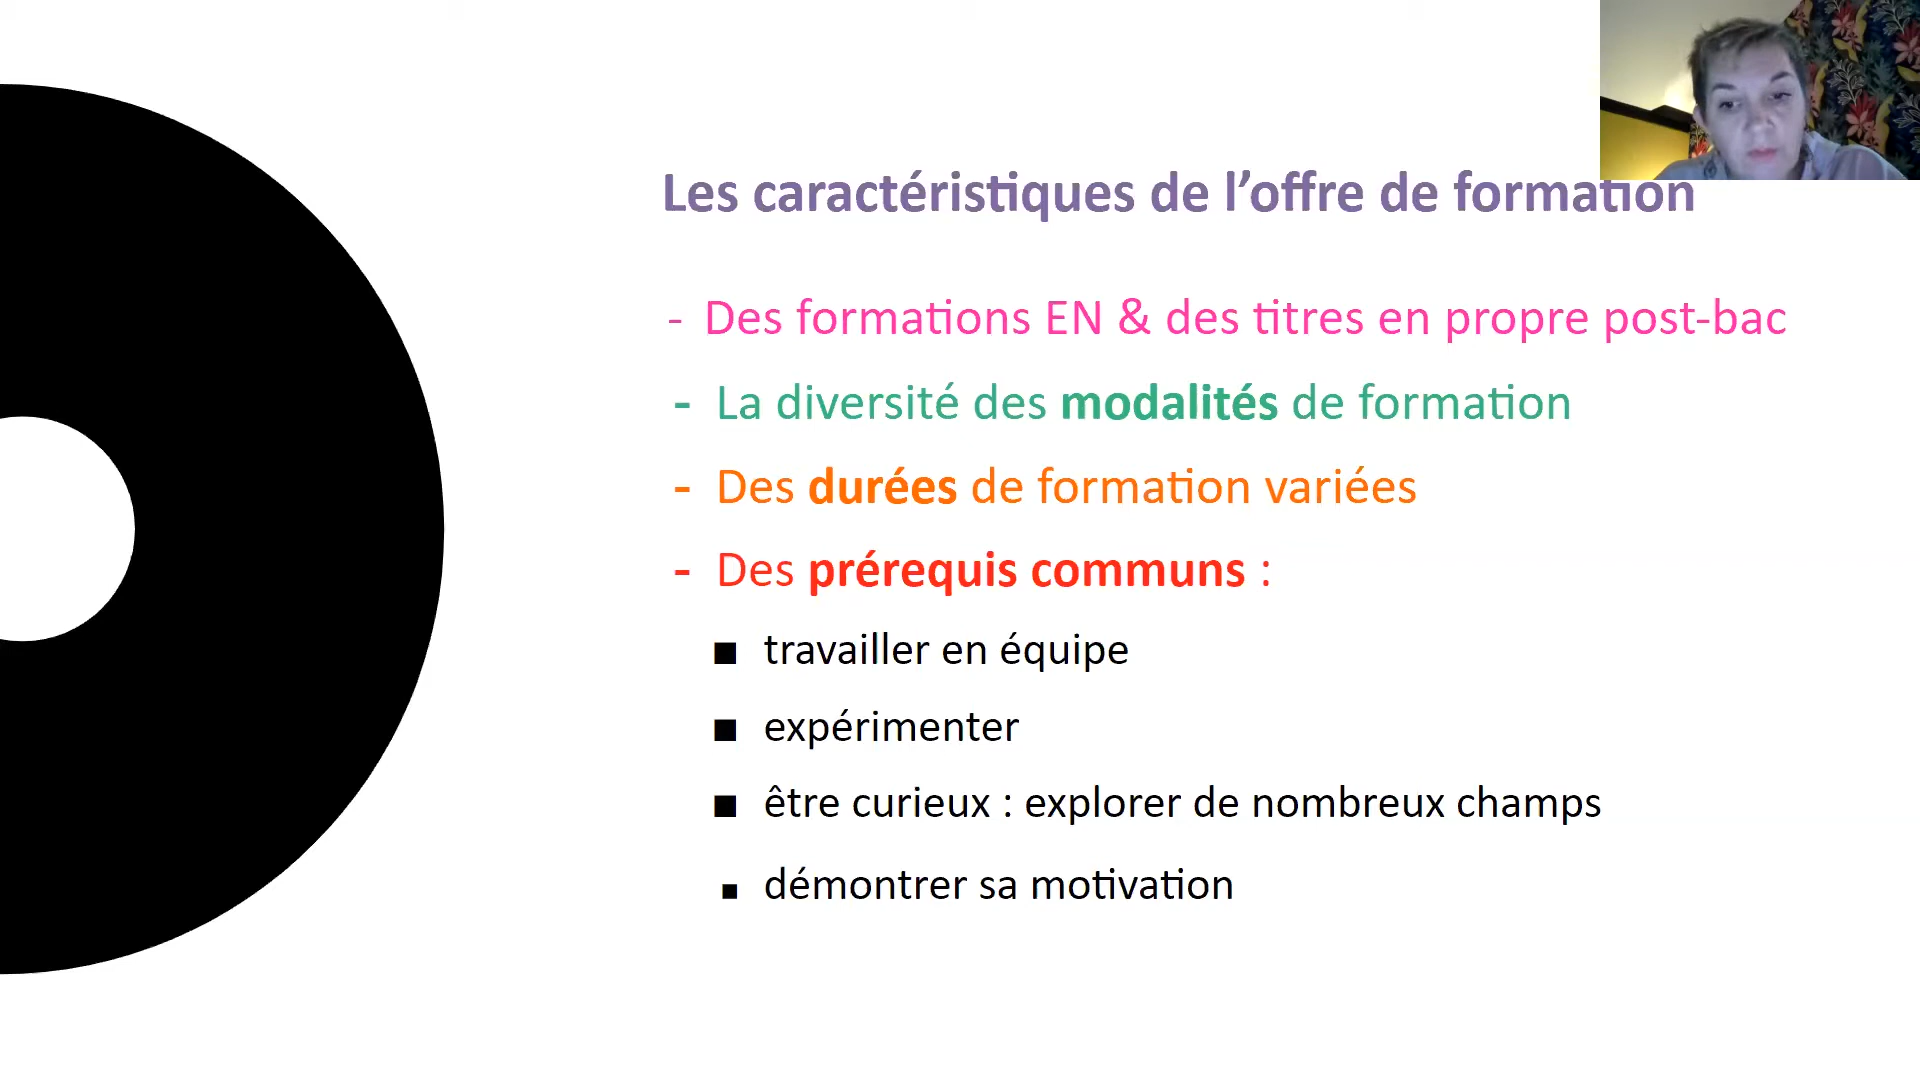 Les caractéristiques de l’offre de formation
- Des formations EN & des titres en propre post-bac
- La diversité des modalités de formation
- Des durées de formation variées
- Des prérequis communs :
▪ travailler en équipe
▪ expérimenter
▪ être curieux : explorer de nombreux champs
▪ démontrer sa motivation